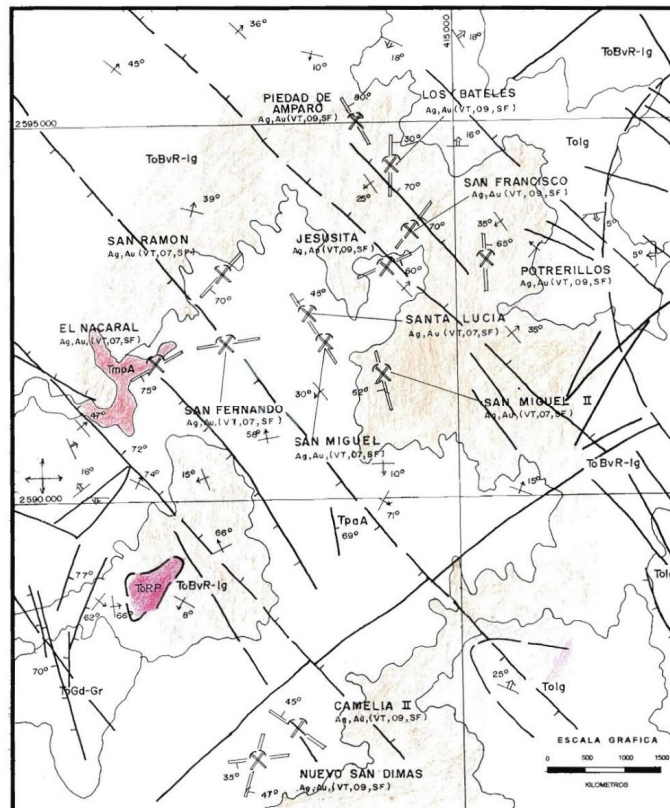 36°
415000
18°
45°
10°
18°
ToBvR-Ig
PIEDAD DE
AMPARO
Ag, Au (VT,09,SF)
80°
LOS BATELES
Ag, Au (VT,09,SF)
2595000
30°
16°
ToIg
ToBvR-Ig
25°
70°
SAN FRANCISCO
Ag, Au (VT,09,SF)
39°
35°
5°
SAN RAMON
Ag, Au (VT,07,SF)
JESUSITA
Ag, Au (VT,09,SF)
70°
65°
5°
60°
POTRERILLOS
Ag, Au (VT,09,SF)
70°
45°
EL NACARAL
Ag, Au, (VT,07,SF)
SANTA LUCIA
Ag, Au (VT,07,SF)
35°
TmpA
75°
62°
SAN MIGUEL II
Ag, Au, (VT,07,SF)
SAN FERNANDO
Ag, Au, (VT,07,SF)
30°
47°
58°
SAN MIGUEL
Ag, Au, (VT,07,SF)
72°
16°
74°
15°
10°
ToBvR-Ig
15°
2590000
71°
TpaA
69°
66°
77°
ToRP
ToBvR-Ig
62°
66°
8°
70°
ToGd-Gr
25°
ToIg
CAMELIA II
Ag, Au, (VT,09,SF)
45°
ESCALA GRAFICA
0 500 1000 1500
KILOMETROS
35°
47°
NUEVO SAN DIMAS
Ag, Au, (VT,09,SF)